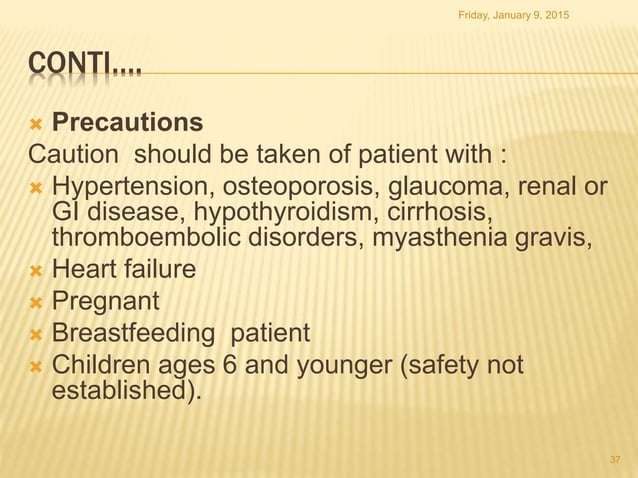 Friday, January 9, 2015
CONTI....
Precautions
Caution should be taken of patient with :
Hypertension, osteoporosis, glaucoma, renal or
GI disease, hypothyroidism, cirrhosis,
thromboembolic disorders, myasthenia gravis,
Heart failure
Pregnant
Breastfeeding patient
Children ages 6 and younger (safety not
established).
37